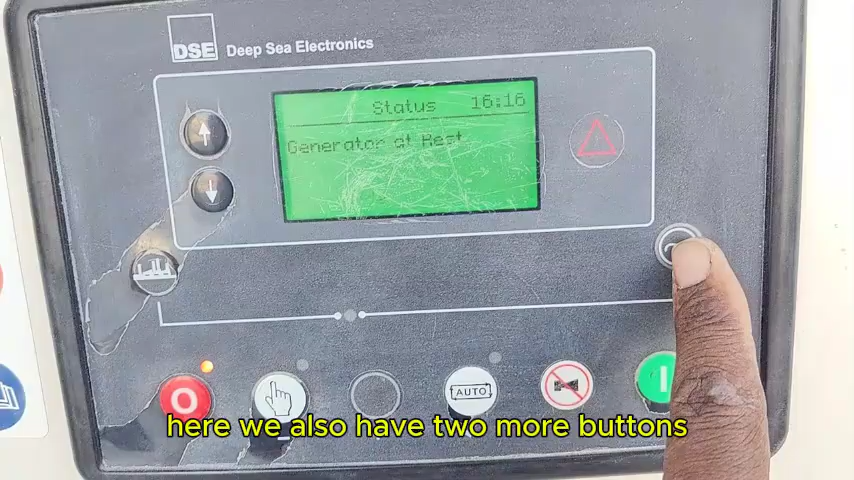 DSE Deep Sea Electronics
Status 16:16
Generator at Rest
O
AUTO
I
here we also have two more buttons